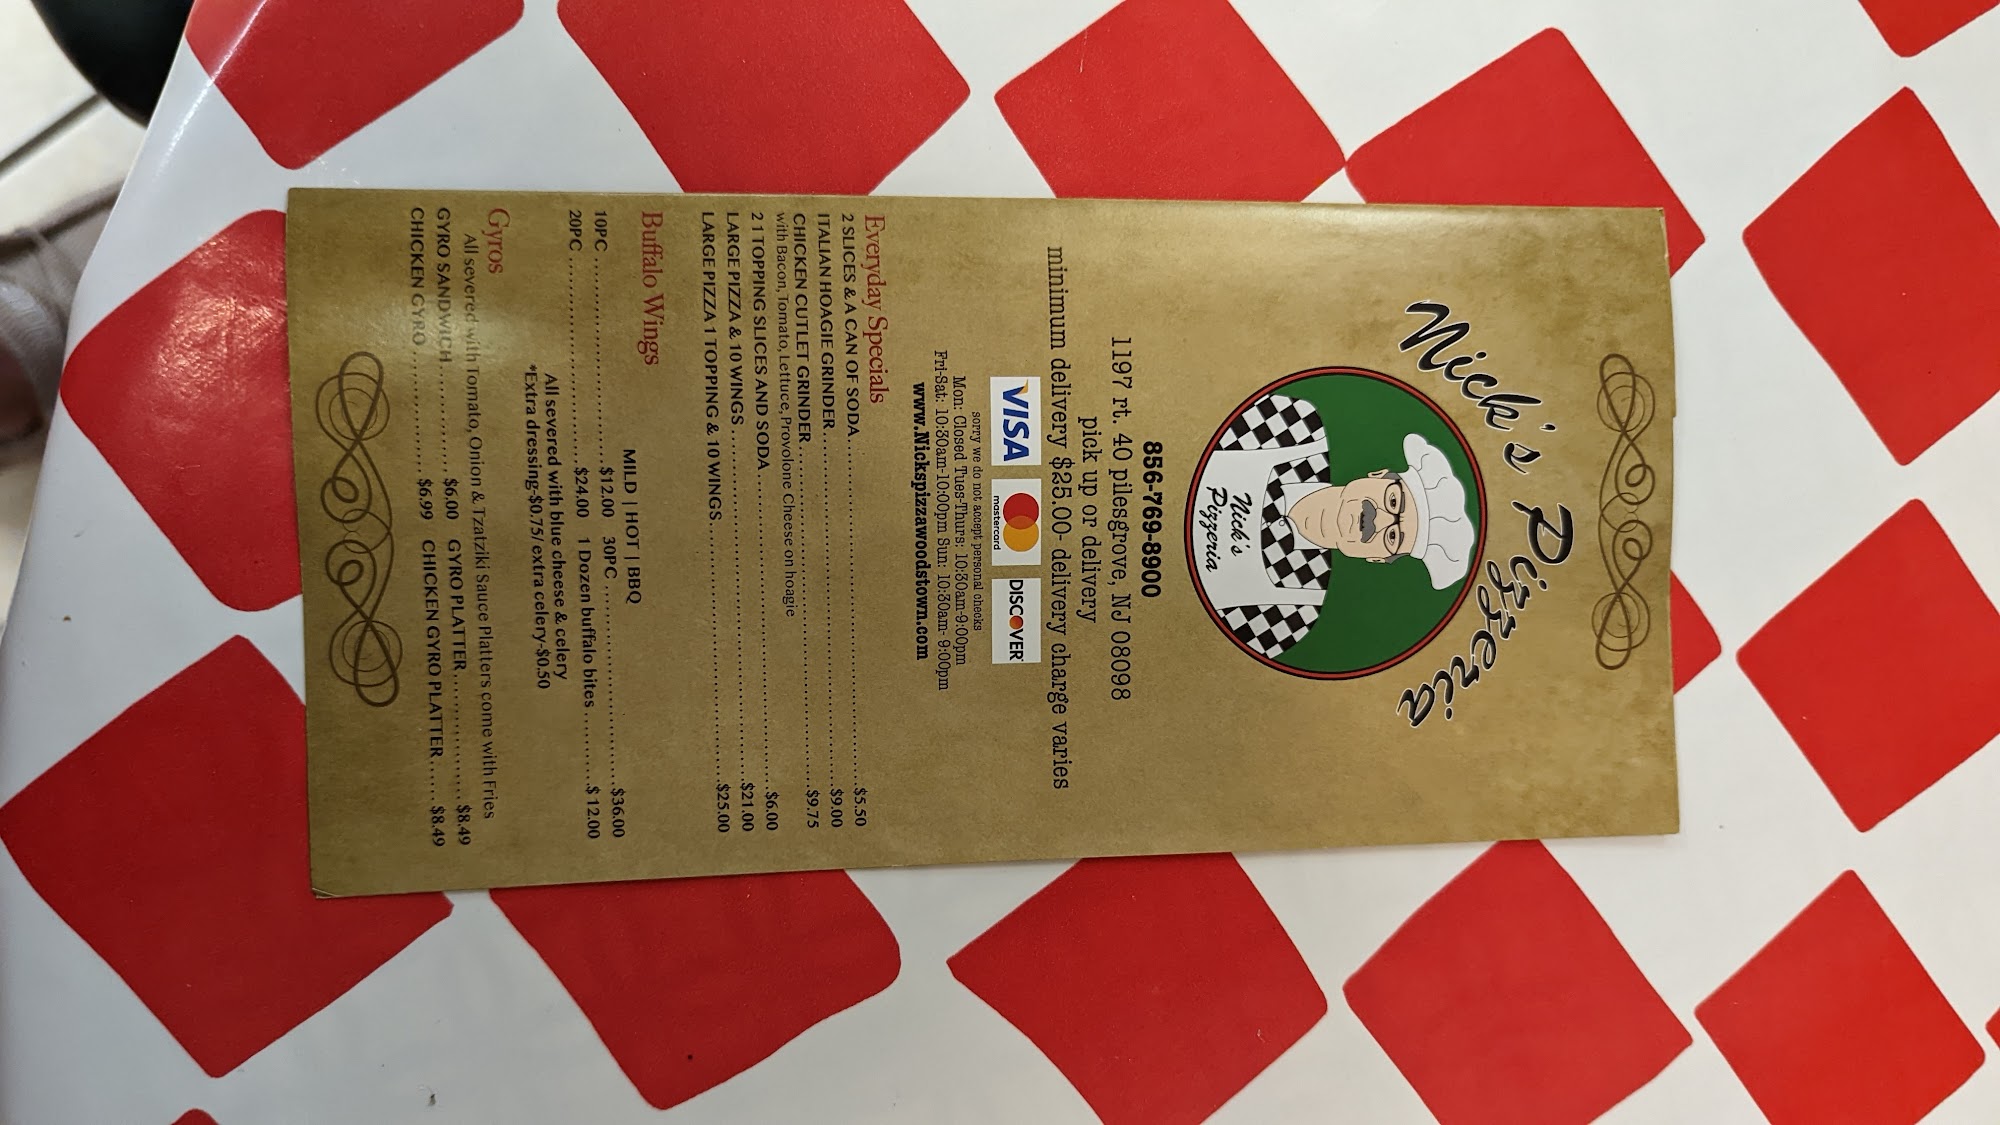 Nick's Pizzeria
Nick's
Pizzeria
856-769-8900
1197 rt. 40 pilesgrove, NJ 08098
pick up or delivery
minimum delivery $25.00- delivery charge varies
VISA mastercard DISCOVER
sorry we do not accept personal checks
Mon: Closed Tues-Thurs: 10:30am-9:00pm
Fri-Sat: 10:30am-10:00pm Sun: 10:30am- 9:00pm
www.Nickspizzawoodstown.com
Everyday Specials
2 SLICES & A CAN OF SODA $5.50
ITALIAN HOAGIE GRINDER $9.00
CHICKEN CUTLET GRINDER $9.75
with Bacon, Tomato, Lettuce, Provolone Cheese on hoagie
2 1 TOPPING SLICES AND SODA $6.00
LARGE PIZZA & 10 WINGS $21.00
LARGE PIZZA 1 TOPPING & 10 WINGS $25.00
Buffalo Wings
MILD | HOT | BBQ
10PC $12.00 30PC $36.00
20PC $24.00 1 Dozen buffalo bites $12.00
All severed with blue cheese & celery
*Extra dressing-$0.75/ extra celery-$0.50
Gyros
All severed with Tomato, Onion & Tzatziki Sauce Platters come with Fries
GYRO SANDWICH $6.00 GYRO PLATTER $8.49
CHICKEN GYRO $6.99 CHICKEN GYRO PLATTER $8.49